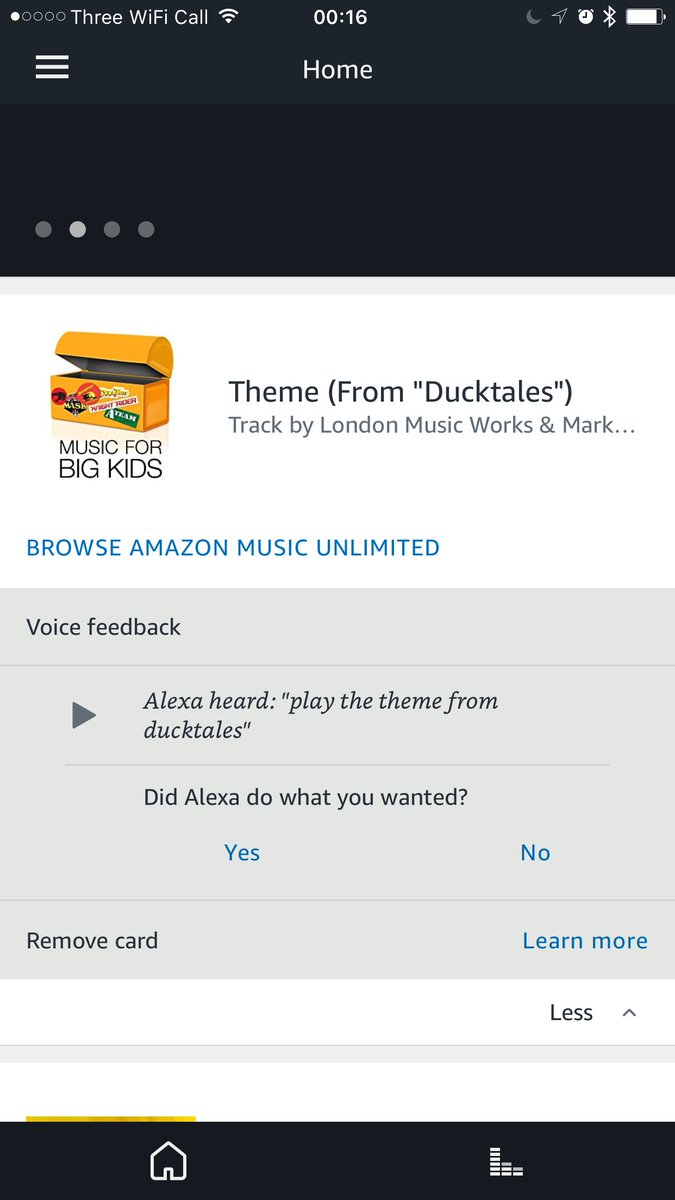 Three WiFi Call 00:16
Home
MASK
KNIGHT RIDER
A TEAM
MUSIC FOR
BIG KIDS
Theme (From "Ducktales")
Track by London Music Works & Mark…
BROWSE AMAZON MUSIC UNLIMITED
Voice feedback
Alexa heard: "play the theme from
ducktales"
Did Alexa do what you wanted?
Yes No
Remove card Learn more
Less